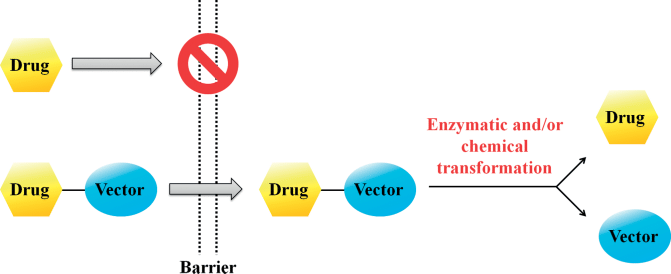 Drug
Drug
Vector
Barrier
Drug
Vector
Enzymatic and/or
chemical
transformation
Drug
Vector